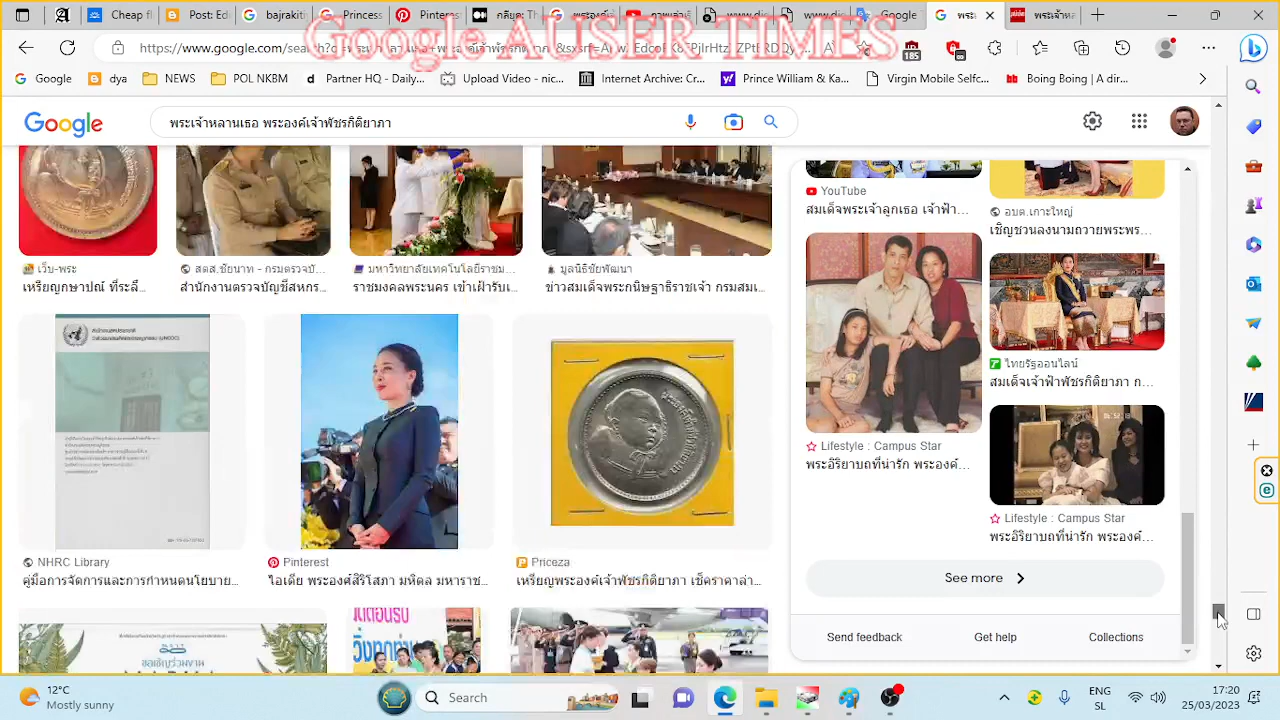 Google AUSER TIMES
Google
dya
NEWS
POL NKBM
Partner HQ - Daily...
Upload Video - nic...
Internet Archive: Cr...
Prince William & Ka...
Virgin Mobile Selfc...
Bong Boing | A dir...
185
Google
พระเจ้าหลานเธอ พระองค์เจ้าพัชรกิติยาภา
YouTube
สมเด็จพระเจ้าลูกเธอ เจ้าฟ้า...
อบต.เกาะใหญ่
เชิญชวนลงนามถวายพระพร...
เว็บ-พระ
เหรียญกษาปณ์ ที่ระลึ...
สตส.ชัยนาท - กรมตรวจบั...
สำนักงานตรวจบัญชีสหกร...
มหาวิทยาลัยเทคโนโลยีราชม...
ราชมงคลพระนคร เข้าเฝ้ารับเ...
มูลนิธิชัยพัฒนา
ข่าวสมเด็จพระกนิษฐาธิราชเจ้า กรมสมเ...
ไทยรัฐออนไลน์
สมเด็จเจ้าฟ้าพัชรกิติยาภา ก...
Lifestyle : Campus Star
พระอิริยาบถที่น่ารัก พระองค์...
Lifestyle : Campus Star
พระอิริยาบถที่น่ารัก พระองค์...
NHRC Library
คู่มือการจัดการและการกำหนดนโยบาย...
Pinterest
ไอเดีย พระองศ์สิริโสภา มหิดล มหาราช...
Priceza
เหรียญพระองค์เจ้าพัชรกิติยาภา เช็คราคาล่า...
See more
Send feedback
Get help
Collections
ขอเชิญร่วมงาน
12°C
Mostly sunny
Search
SG
SL
17:20
25/03/2023